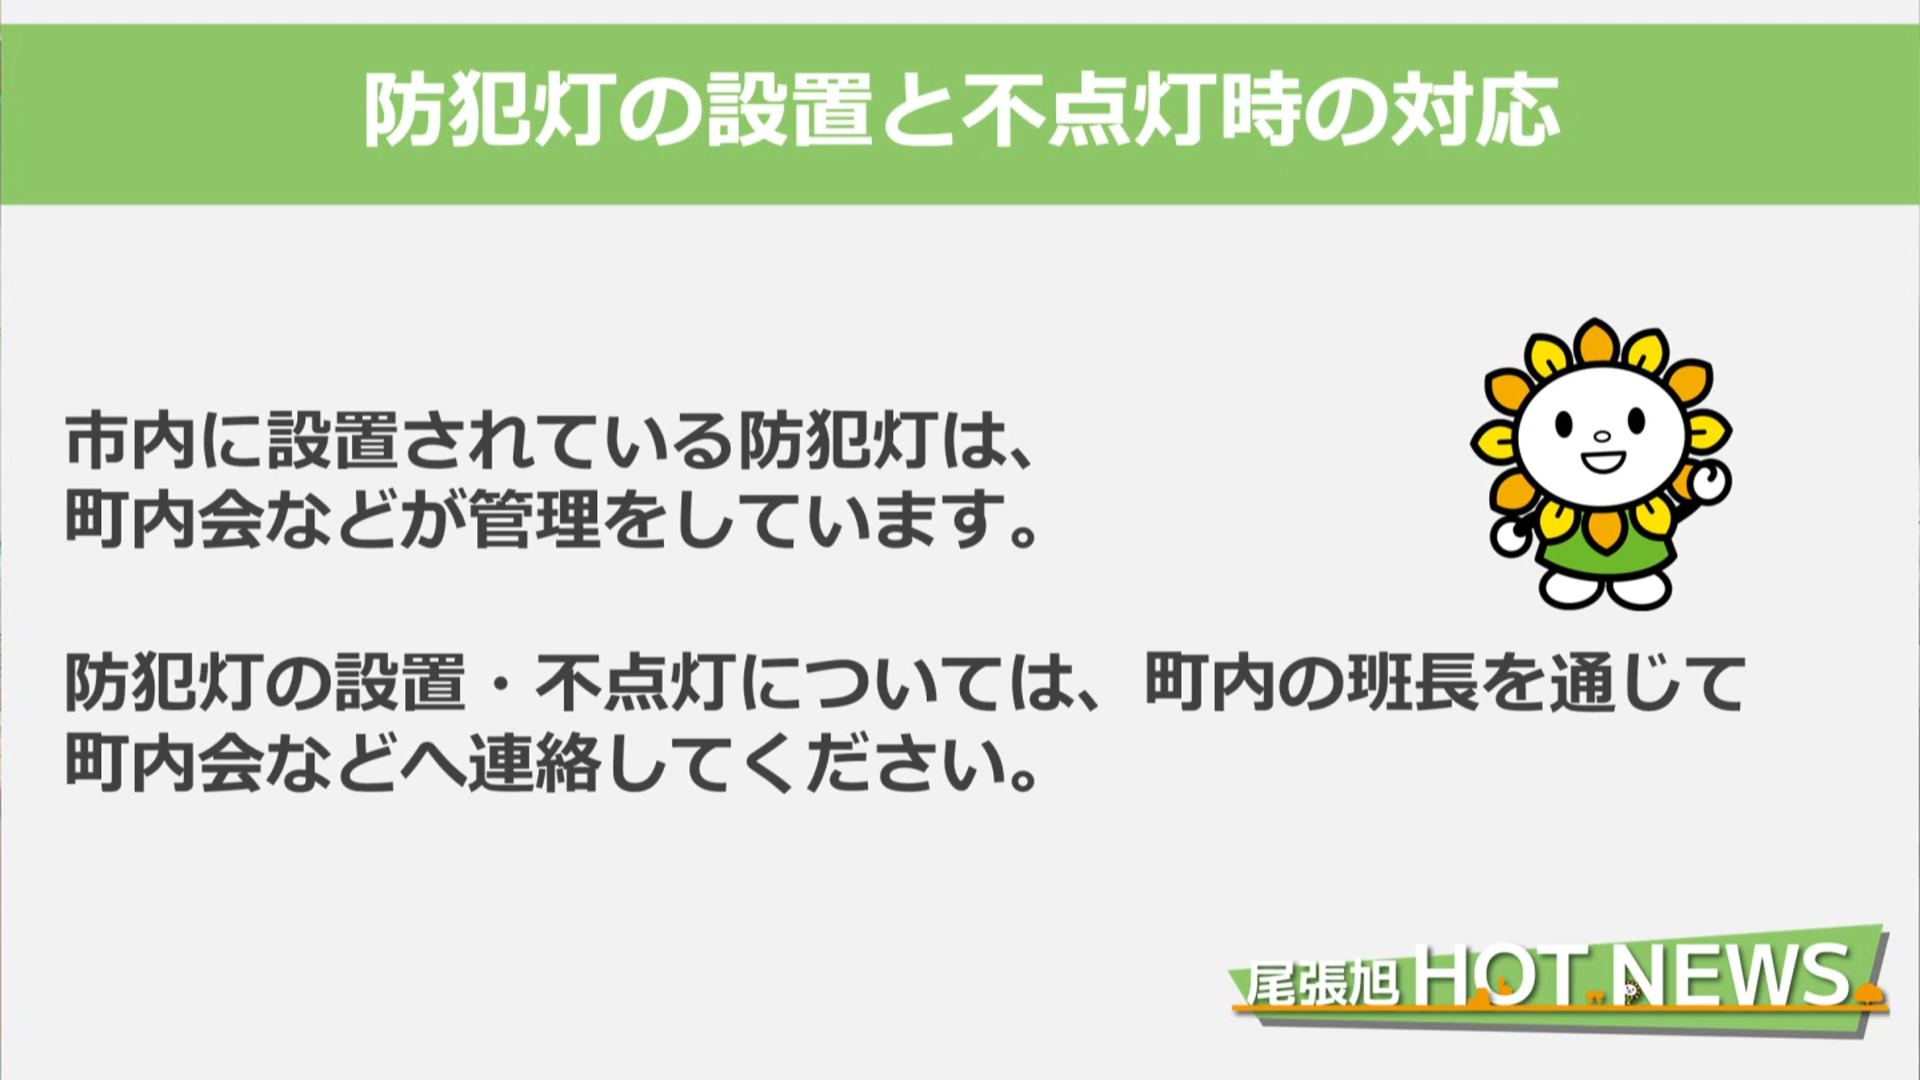 防犯灯の設置と不点灯時の対応
市内に設置されている防犯灯は、
町内会などが管理をしています。
防犯灯の設置・不点灯については、町内の班長を通じて
町内会などへ連絡してください。
尾張旭 HOT NEWS